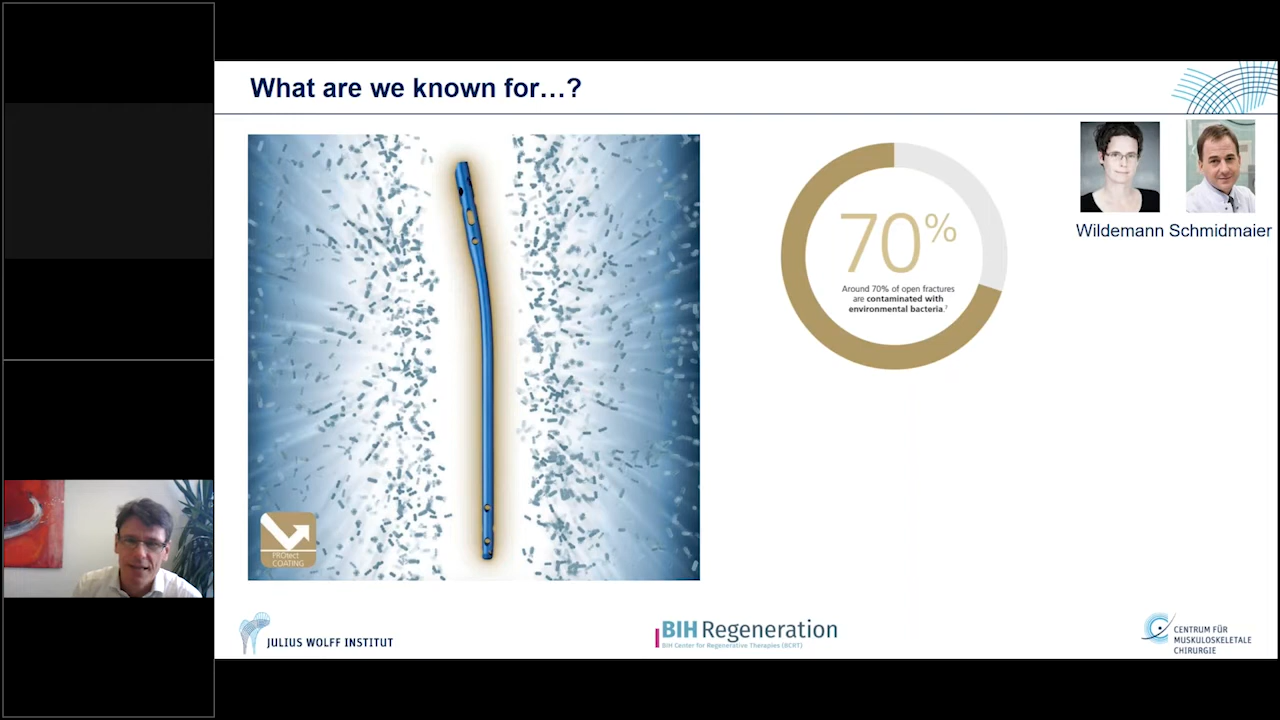 What are we known for…?
70%
Around 70% of open fractures
are contaminated with
environmental bacteria.⁷
Wildemann Schmidmaier
PROtect
COATING
JULIUS WOLFF INSTITUT
BIH Regeneration
BIH Center for Regenerative Therapies (BCRT)
CENTRUM FÜR
MUSKULOSKELETALE
CHIRURGIE